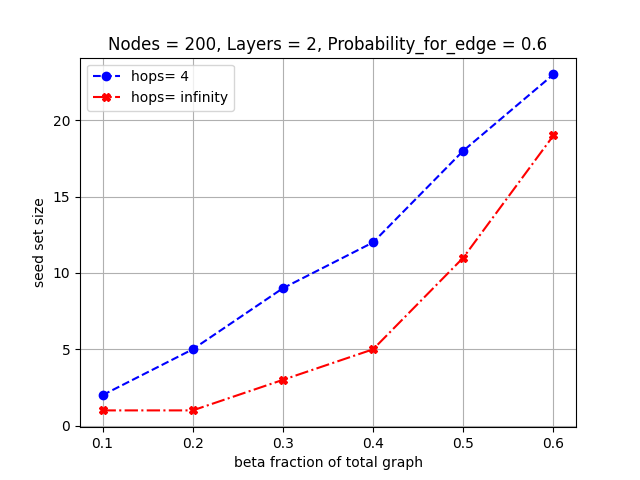 Nodes = 200, Layers = 2, Probability_for_edge = 0.6
hops= 4
hops= infinity
seed set size
20
15
10
5
0
0.1 0.2 0.3 0.4 0.5 0.6
beta fraction of total graph